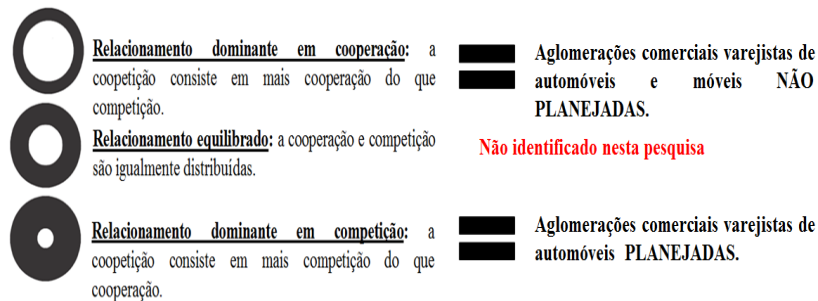 Relacionamento dominante em cooperação: a
coopetição consiste em mais cooperação do que
competição.
Aglomerações comerciais varejistas de
automóveis e móveis NÃO
PLANEJADAS.
Relacionamento equilibrado: a cooperação e competição
são igualmente distribuídas.
Não identificado nesta pesquisa
Relacionamento dominante em competição: a
coopetição consiste em mais competição do que
cooperação.
Aglomerações comerciais varejistas de
automóveis PLANEJADAS.